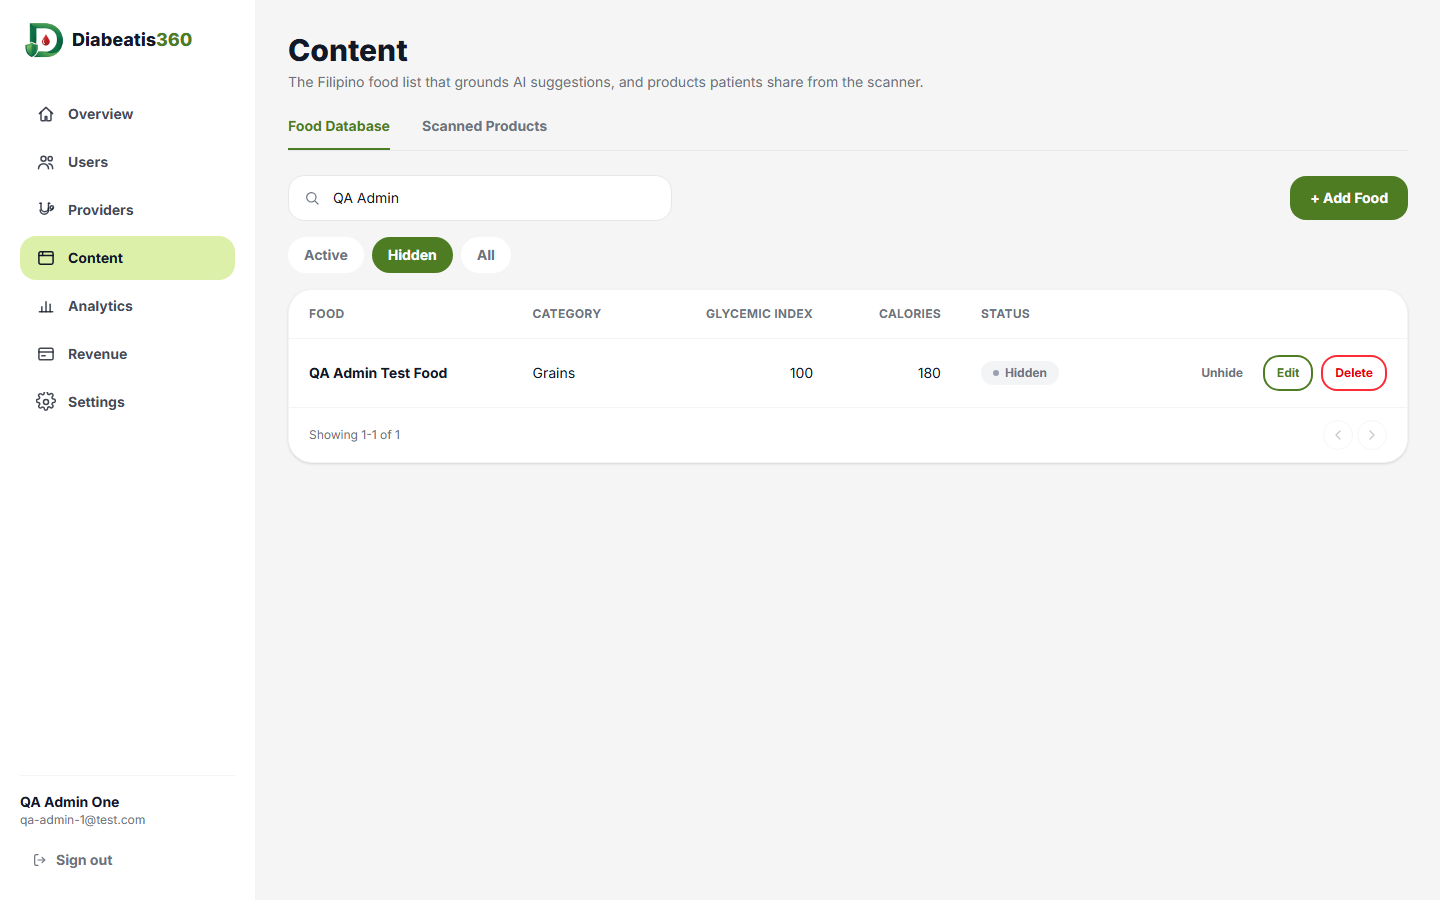 Diabeatis360
Overview
Users
Providers
Content
Analytics
Revenue
Settings
QA Admin One
qa-admin-1@test.com
Sign out
Content
The Filipino food list that grounds AI suggestions, and products patients share from the scanner.
Food Database Scanned Products
QA Admin
+ Add Food
Active Hidden All
FOOD CATEGORY GLYCEMIC INDEX CALORIES STATUS
QA Admin Test Food Grains 100 180 Hidden Unhide Edit Delete
Showing 1-1 of 1